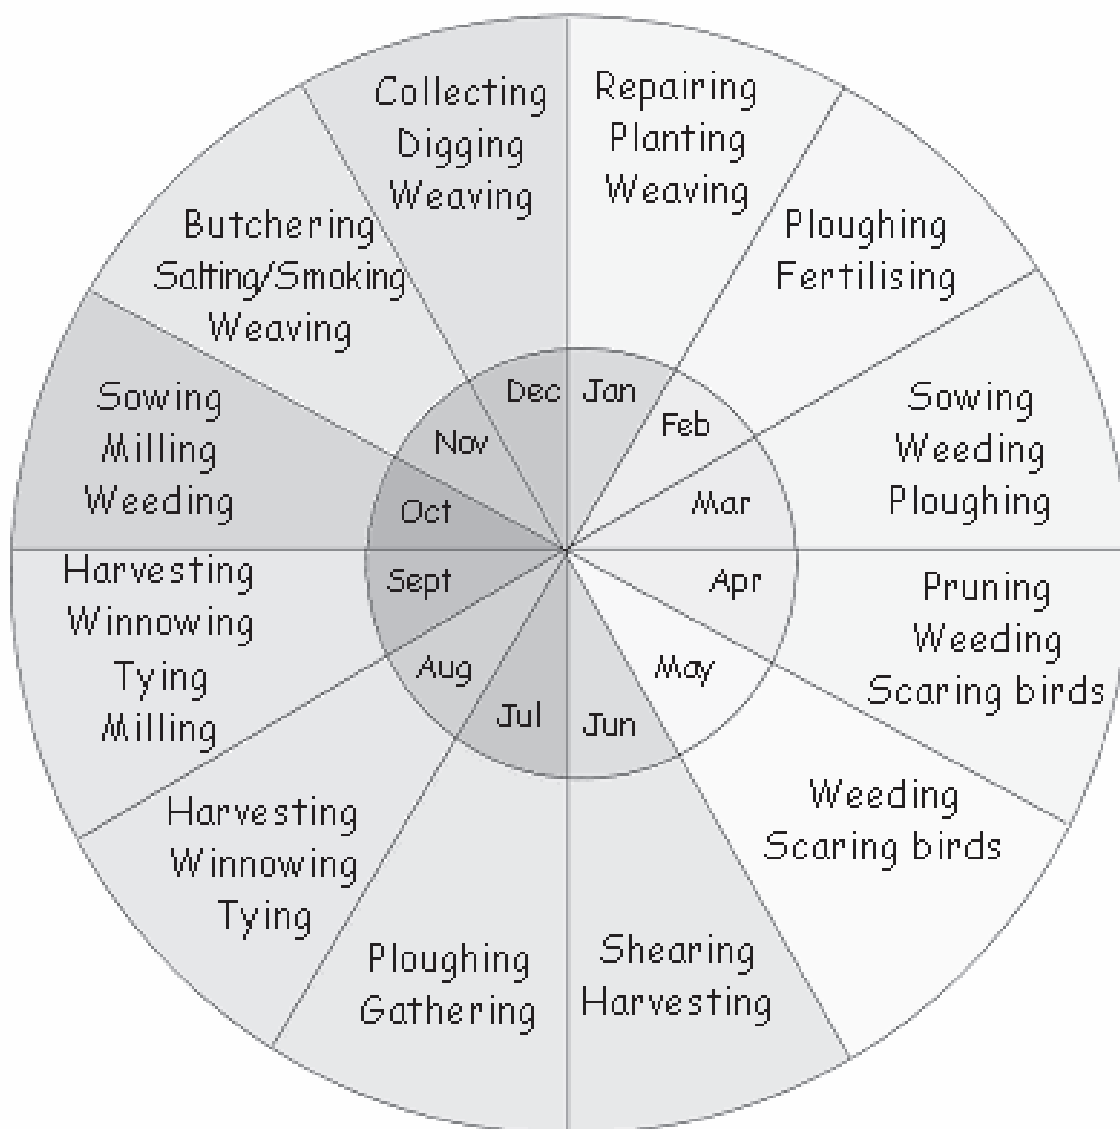 Collecting
Digging
Weaving
Repairing
Planting
Weaving
Butchering
Salting/Smoking
Weaving
Ploughing
Fertilising
Sowing
Milling
Weeding
Sowing
Weeding
Ploughing
Dec
Jan
Nov
Feb
Oct
Mar
Sept
Apr
Aug
May
Jul
Jun
Harvesting
Winnowing
Tying
Milling
Pruning
Weeding
Scaring birds
Harvesting
Winnowing
Tying
Weeding
Scaring birds
Ploughing
Gathering
Shearing
Harvesting